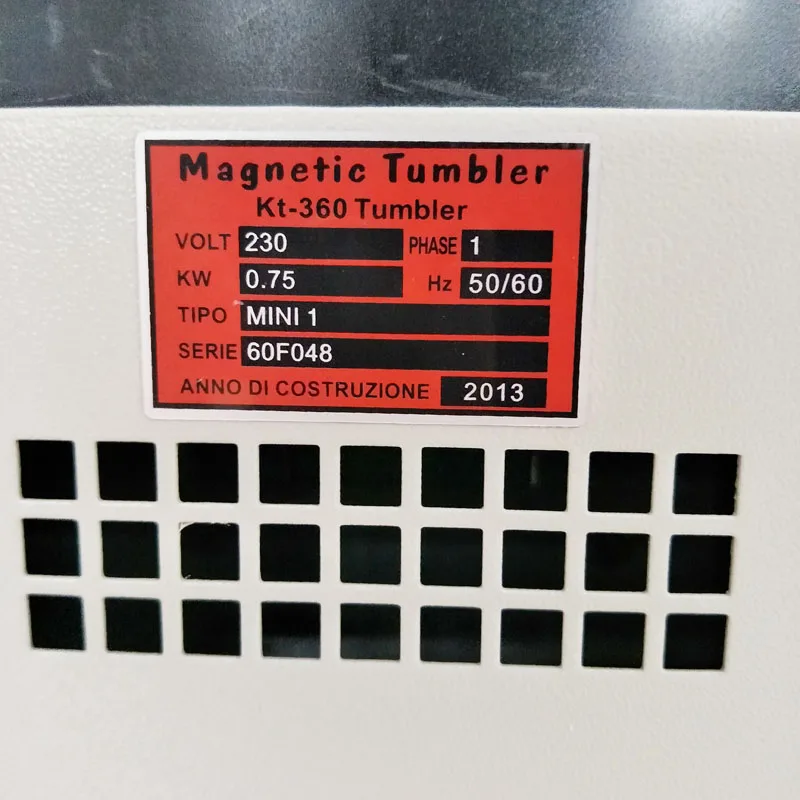 Magnetic Tumbler
Kt-360 Tumbler
VOLT 230 PHASE 1
KW 0.75 Hz 50/60
TIPO MINI 1
SERIE 60F048
ANNO DI COSTRUZIONE 2013